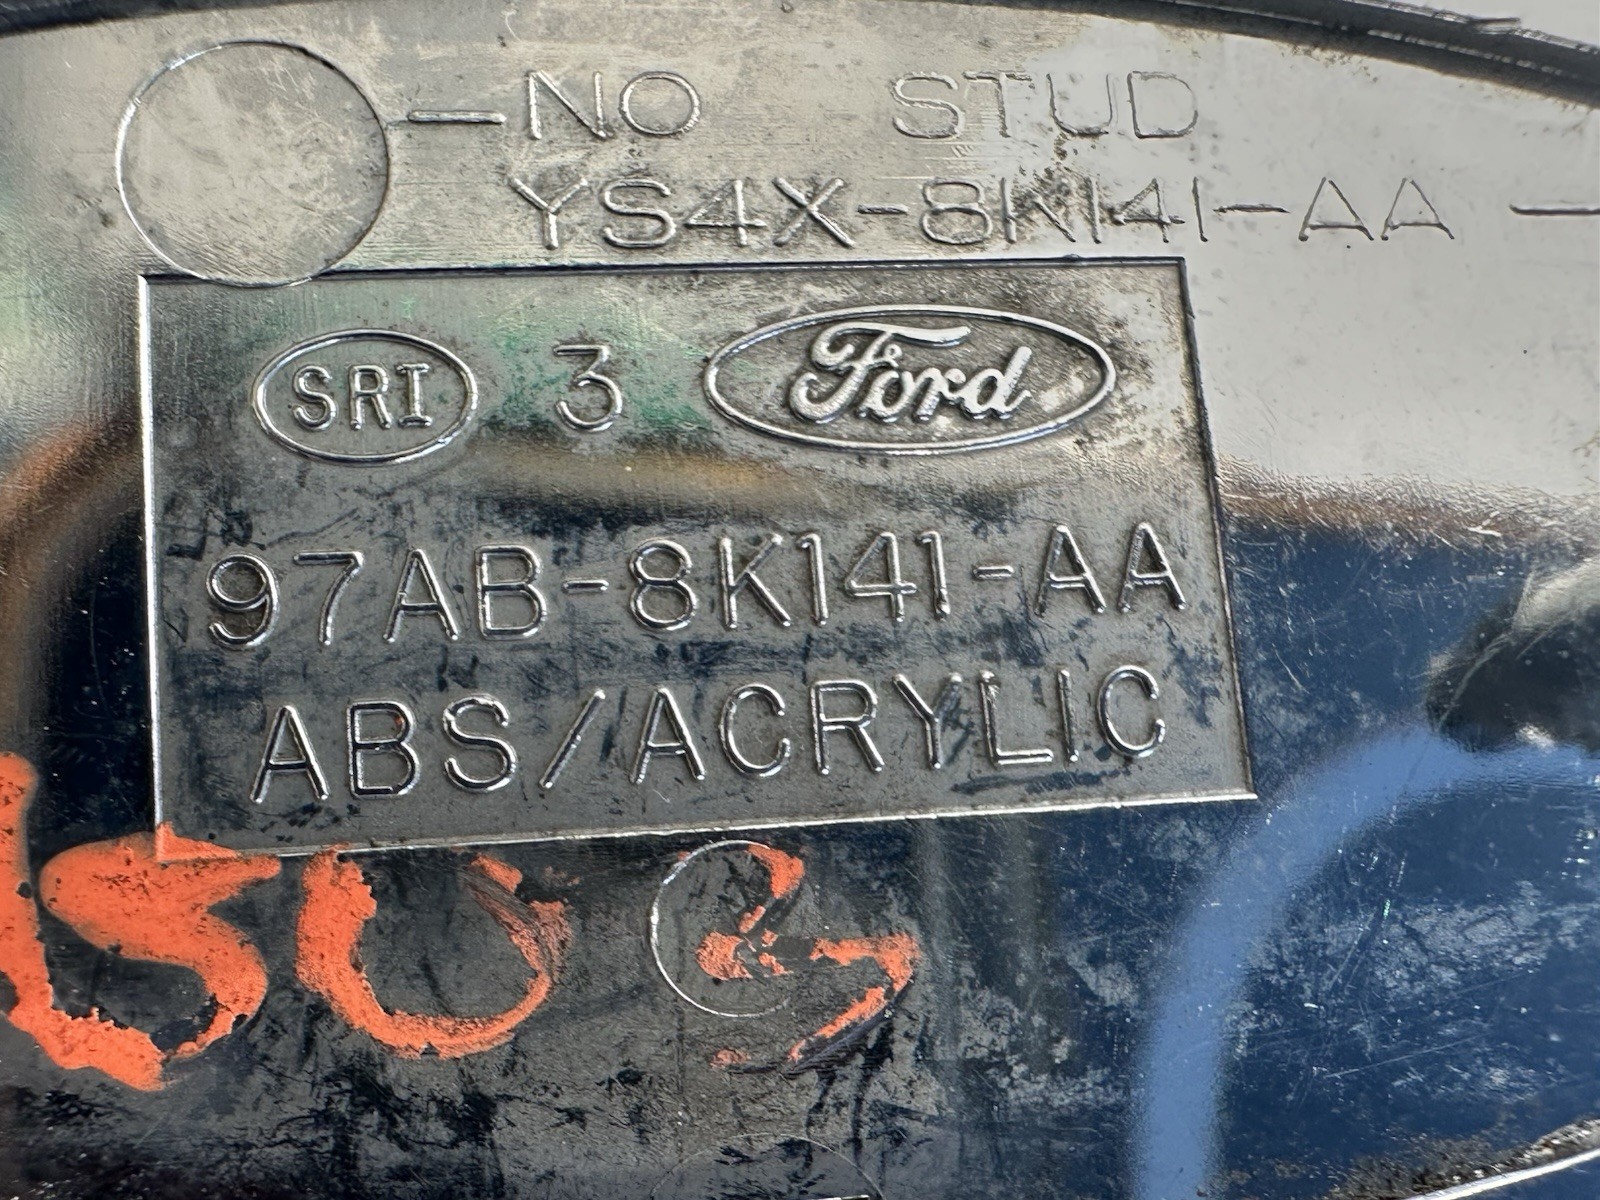 —NO STUD
YS4X-8K141-AA —
SRI 3 Ford
97AB-8K141-AA
ABS/ACRYLIC